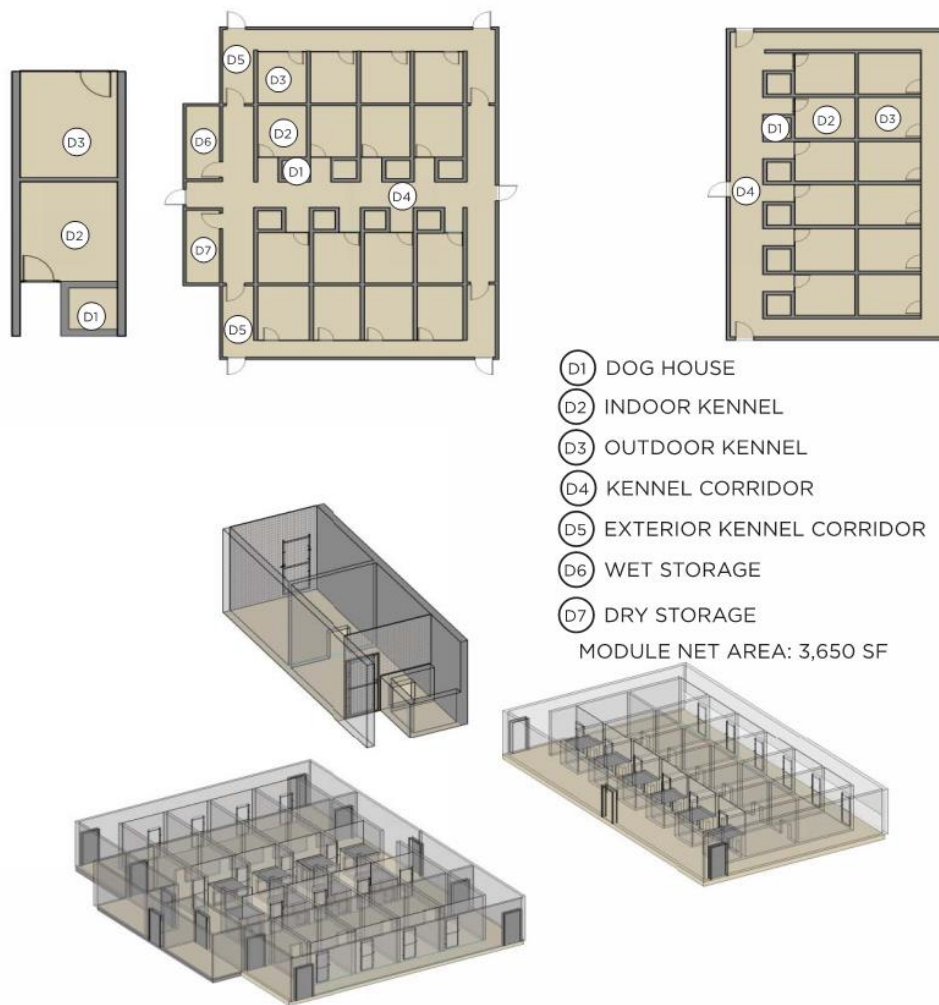 D5
D3
D3
D6
D2
D1
D2
D3
D1
D4
D4
D2
D7
D1
D5
D1 DOG HOUSE
D2 INDOOR KENNEL
D3 OUTDOOR KENNEL
D4 KENNEL CORRIDOR
D5 EXTERIOR KENNEL CORRIDOR
D6 WET STORAGE
D7 DRY STORAGE
MODULE NET AREA: 3,650 SF